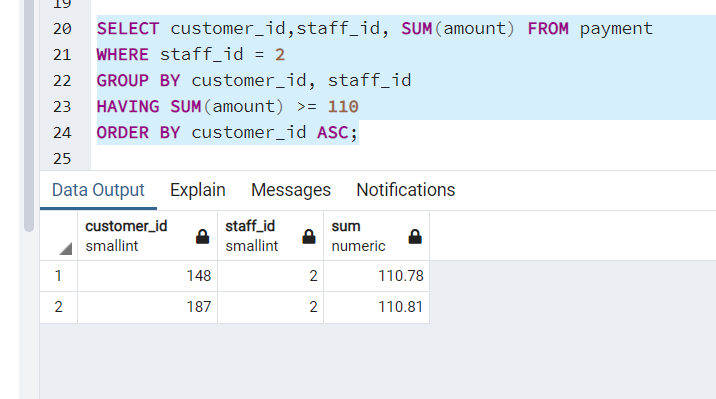 19
20 SELECT customer_id,staff_id, SUM(amount) FROM payment
21 WHERE staff_id = 2
22 GROUP BY customer_id, staff_id
23 HAVING SUM(amount) >= 110
24 ORDER BY customer_id ASC;
25
Data Output Explain Messages Notifications
customer_id staff_id sum
smallint smallint numeric
1 148 2 110.78
2 187 2 110.81